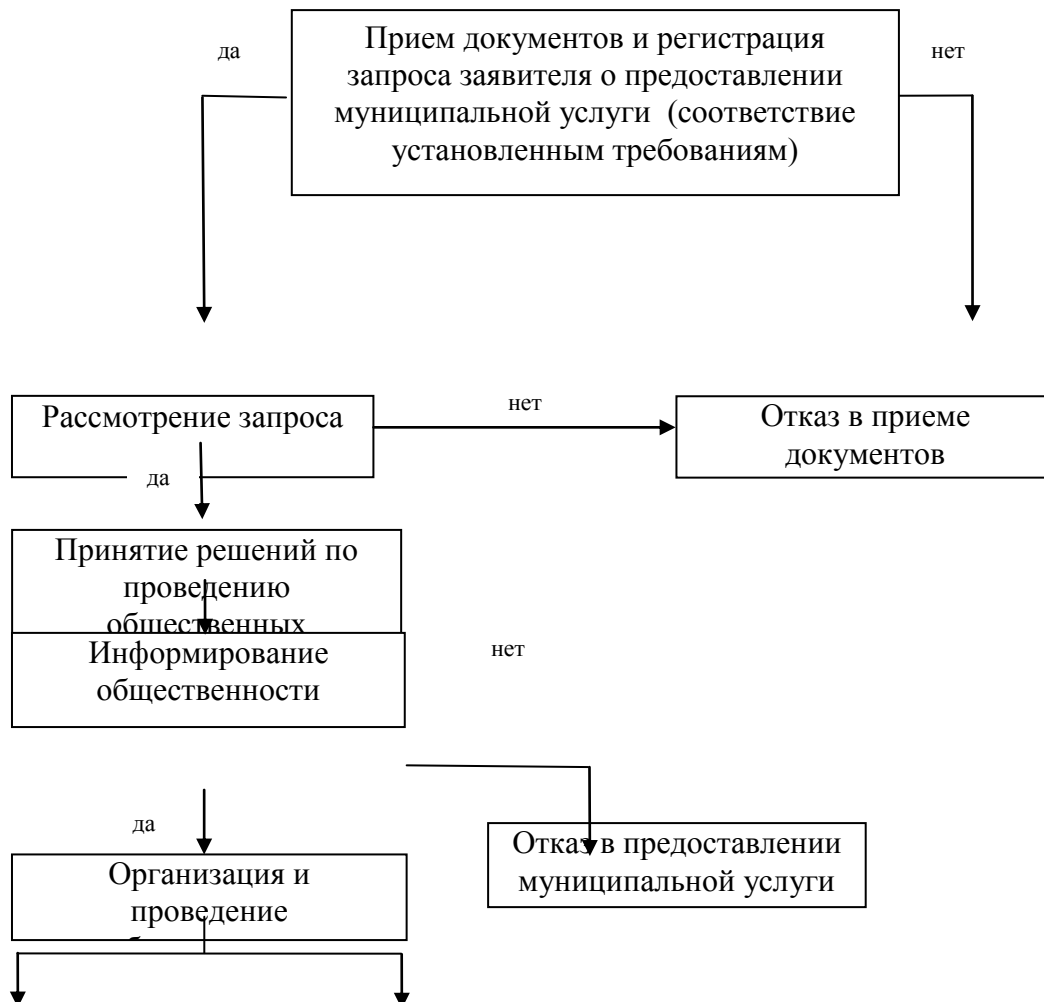 да
Прием документов и регистрация
запроса заявителя о предоставлении
муниципальной услуги (соответствие
установленным требованиям)
нет
Рассмотрение запроса
нет
Отказ в приеме
документов
да
Принятие решений по
проведению
общественных
Информирование
общественности
нет
да
Отказ в предоставлении
муниципальной услуги
Организация и
проведение